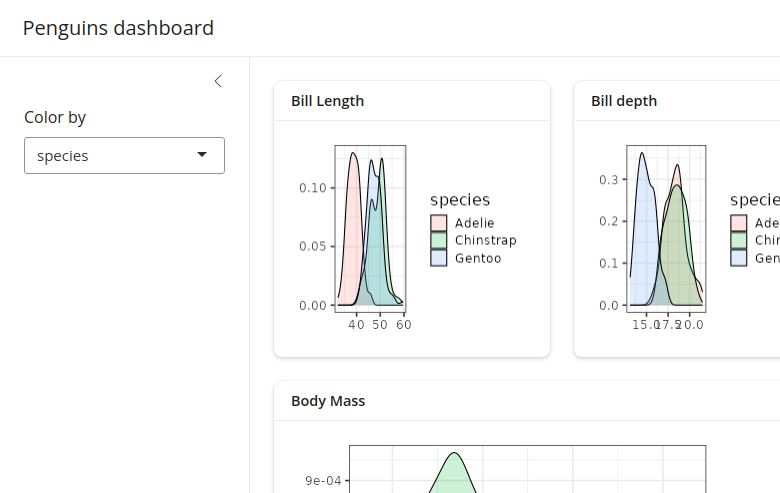 Penguins dashboard
Color by
species
Bill Length
0.10
0.05
0.00
40 50 60
species
Adelie
Chinstrap
Gentoo
Bill depth
0.3
0.2
0.1
0.0
15.0 17.5 20.0
specie
Ade
Chin
Gen
Body Mass
9e-04